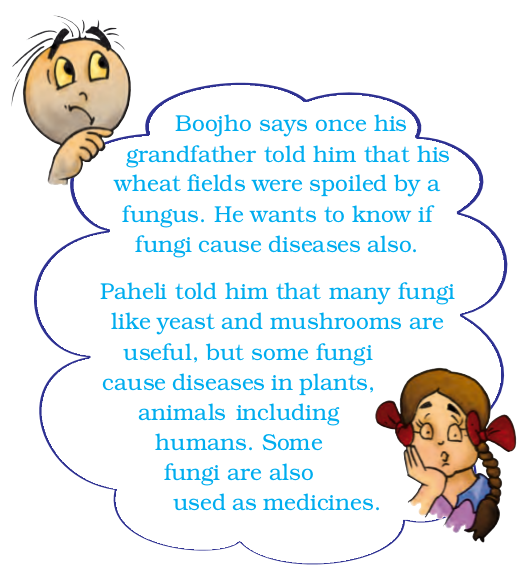 Boojho says once his
grandfather told him that his
wheat fields were spoiled by a
fungus. He wants to know if
fungi cause diseases also.
Paheli told him that many fungi
like yeast and mushrooms are
useful, but some fungi
cause diseases in plants,
animals including
humans. Some
fungi are also
used as medicines.